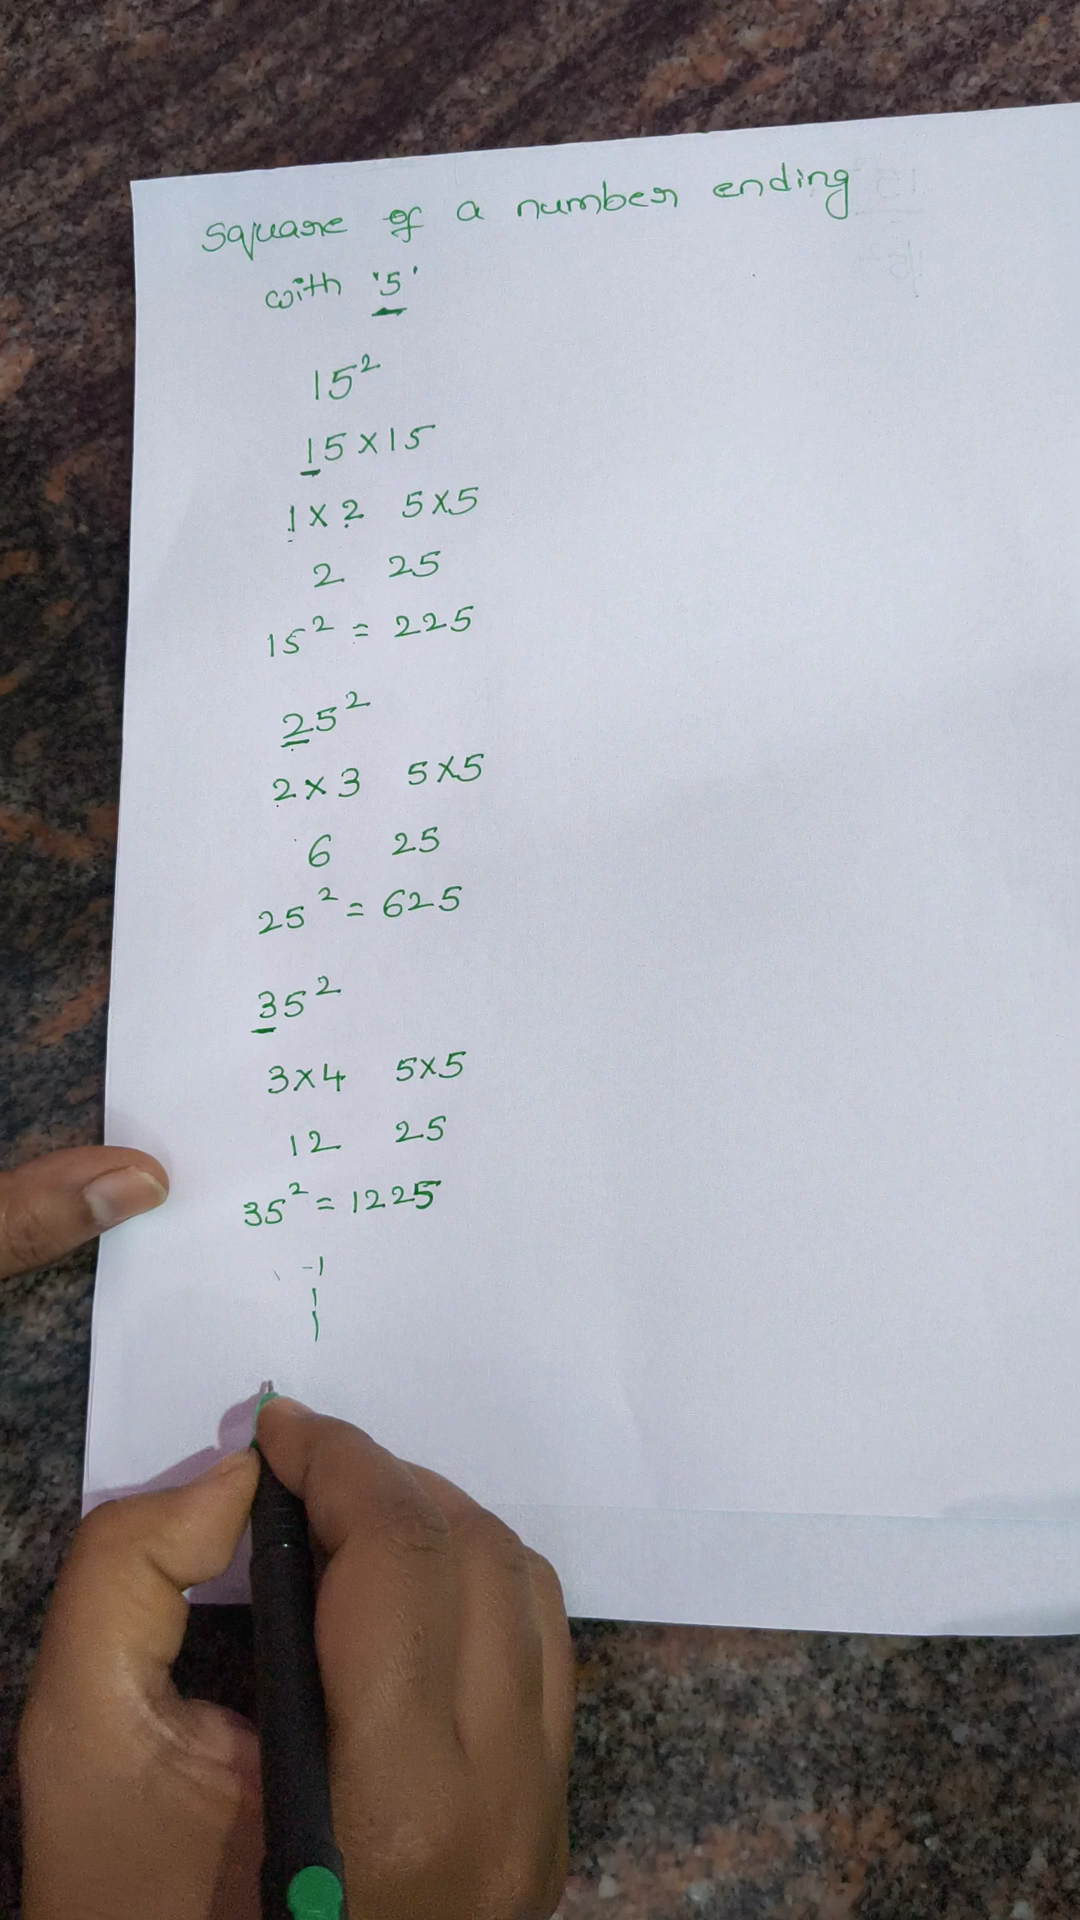 square of a number ending
with '5'
15²
15×15
1×2 5×5
2 25
15² = 225
25²
2×3 5×5
6 25
25² = 625
35²
3×4 5×5
12 25
35² = 1225